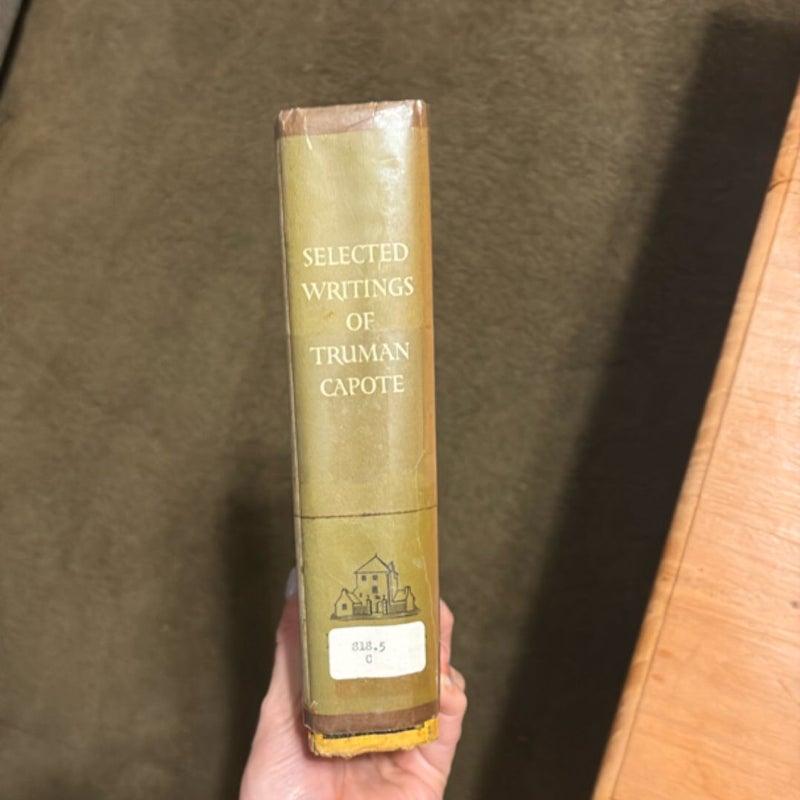 SELECTED
WRITINGS
OF
TRUMAN
CAPOTE
818.5
C